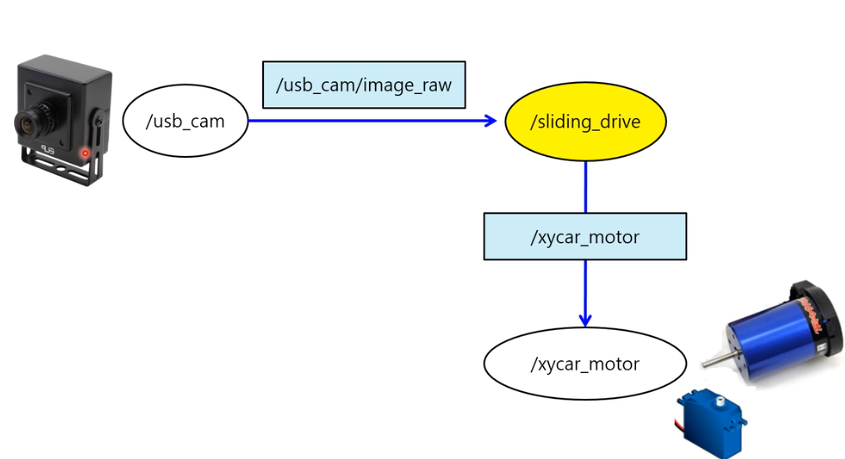 /usb_cam/image_raw
/usb_cam
/sliding_drive
/xycar_motor
/xycar_motor